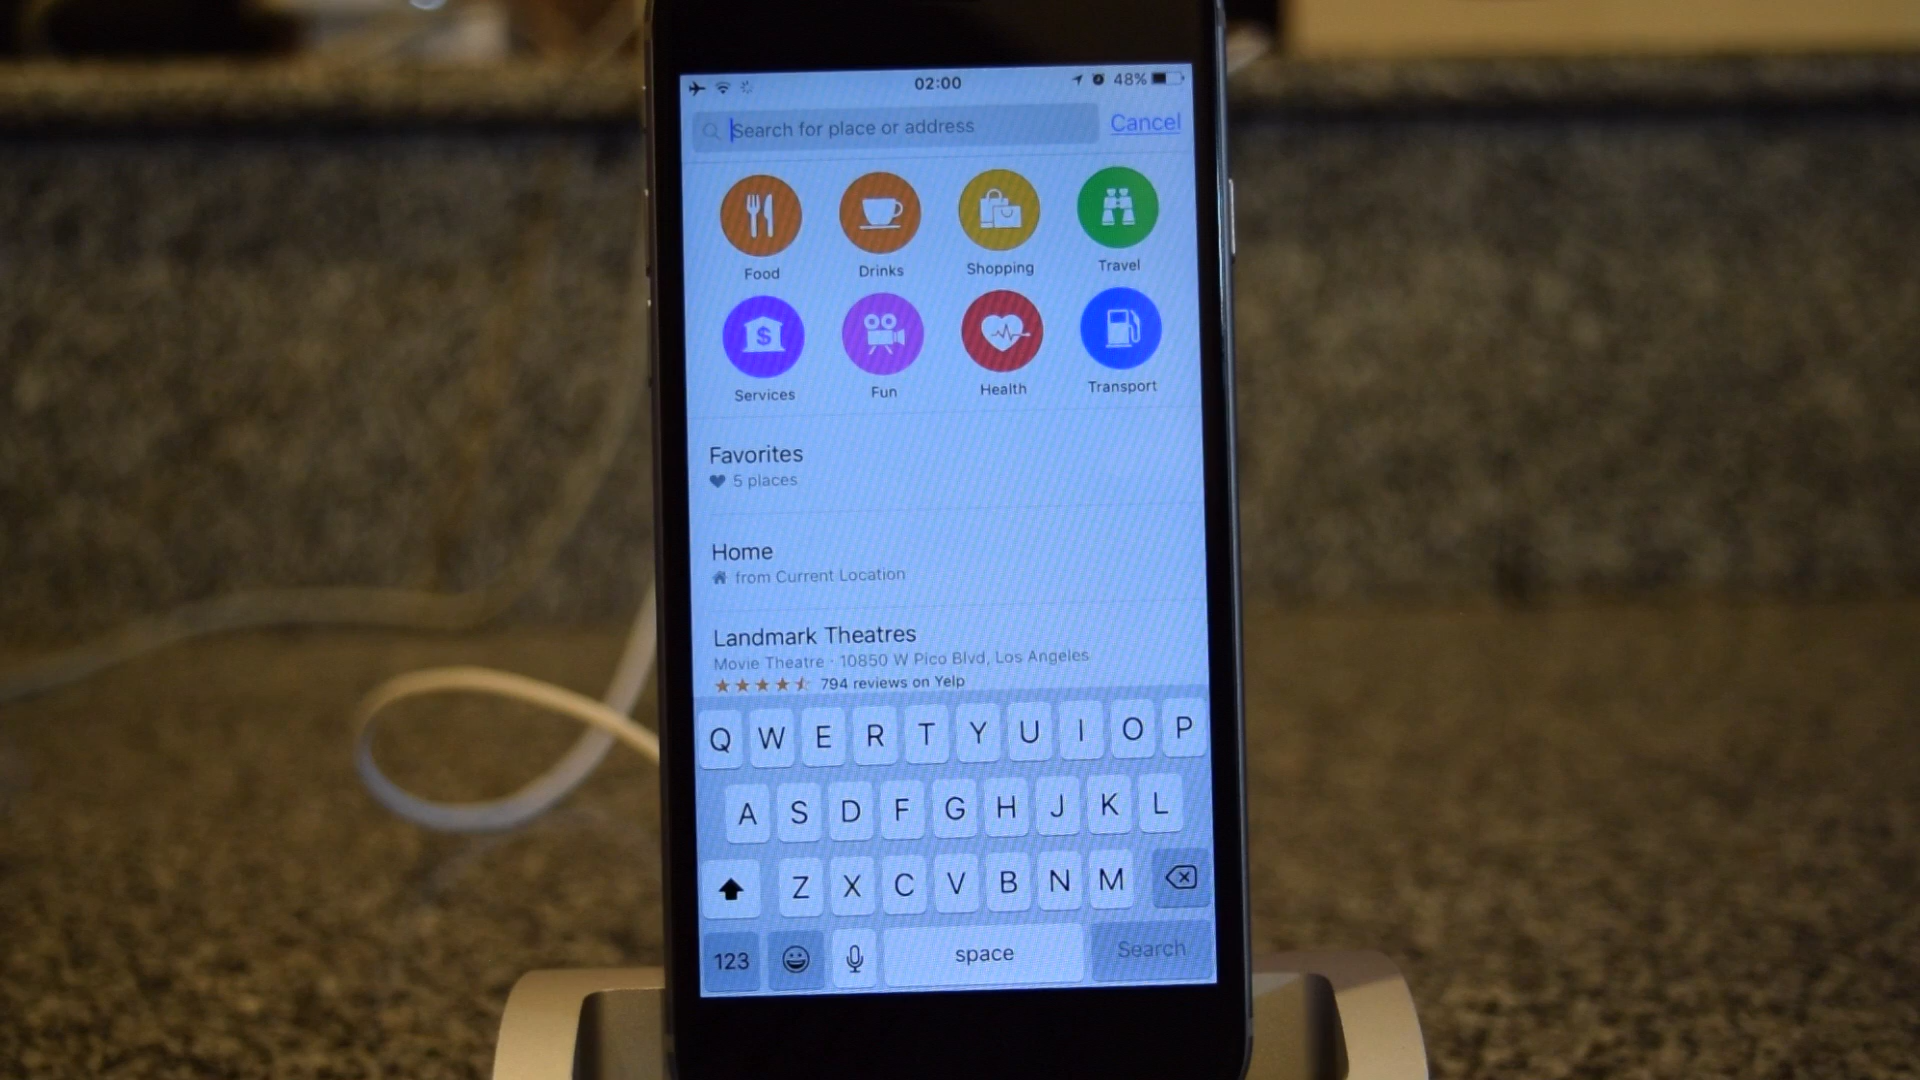 02:00
48%
Search for place or address
Cancel
Food
Drinks
Shopping
Travel
$
Services
Fun
Health
Transport
Favorites
5 places
Home
from Current Location
Landmark Theatres
Movie Theatre · 10850 W Pico Blvd, Los Angeles
794 reviews on Yelp
Q W E R T Y U I O P
A S D F G H J K L
Z X C V B N M
123
space
Search